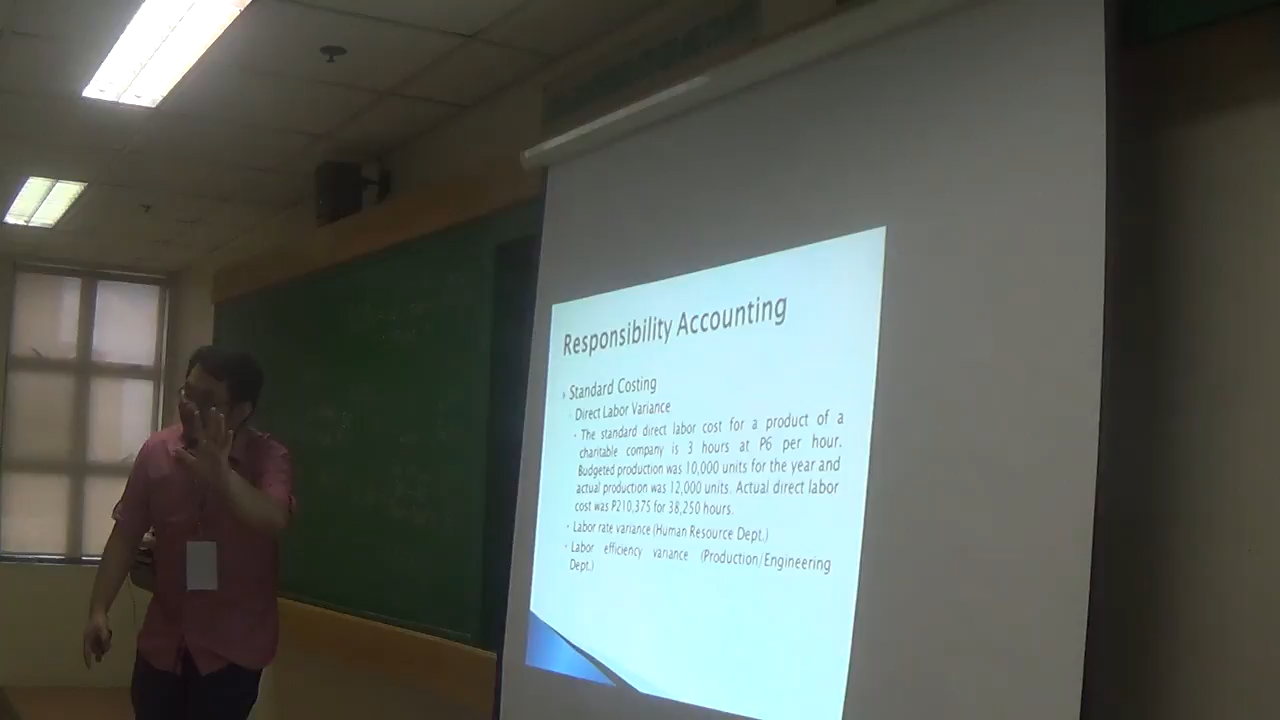 Responsibility Accounting
Standard Costing
Direct Labor Variance
The standard direct labor cost for a product of a
charitable company is 3 hours at P6 per hour.
Budgeted production was 10,000 units for the year and
actual production was 12,000 units. Actual direct labor
cost was P210,375 for 38,250 hours.
Labor rate variance (Human Resource Dept.)
Labor efficiency variance (Production/Engineering
Dept.)